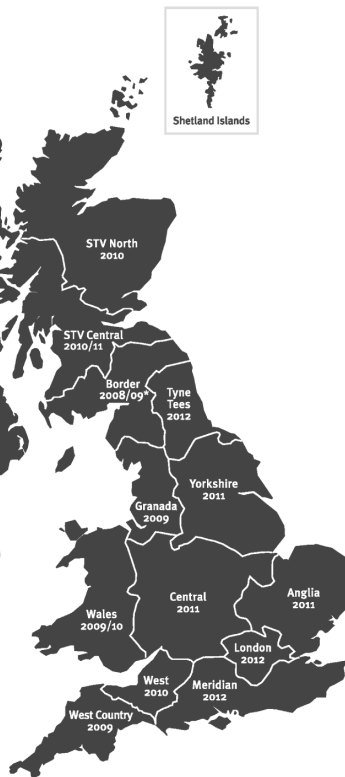 Shetland Islands
STV North
2010
STV Central
2010/11
Border
2008/09*
Tyne
Tees
2012
Yorkshire
2011
Granada
2009
Central
2011
Anglia
2011
Wales
2009/10
London
2012
West
2010
Meridian
2012
West Country
2009